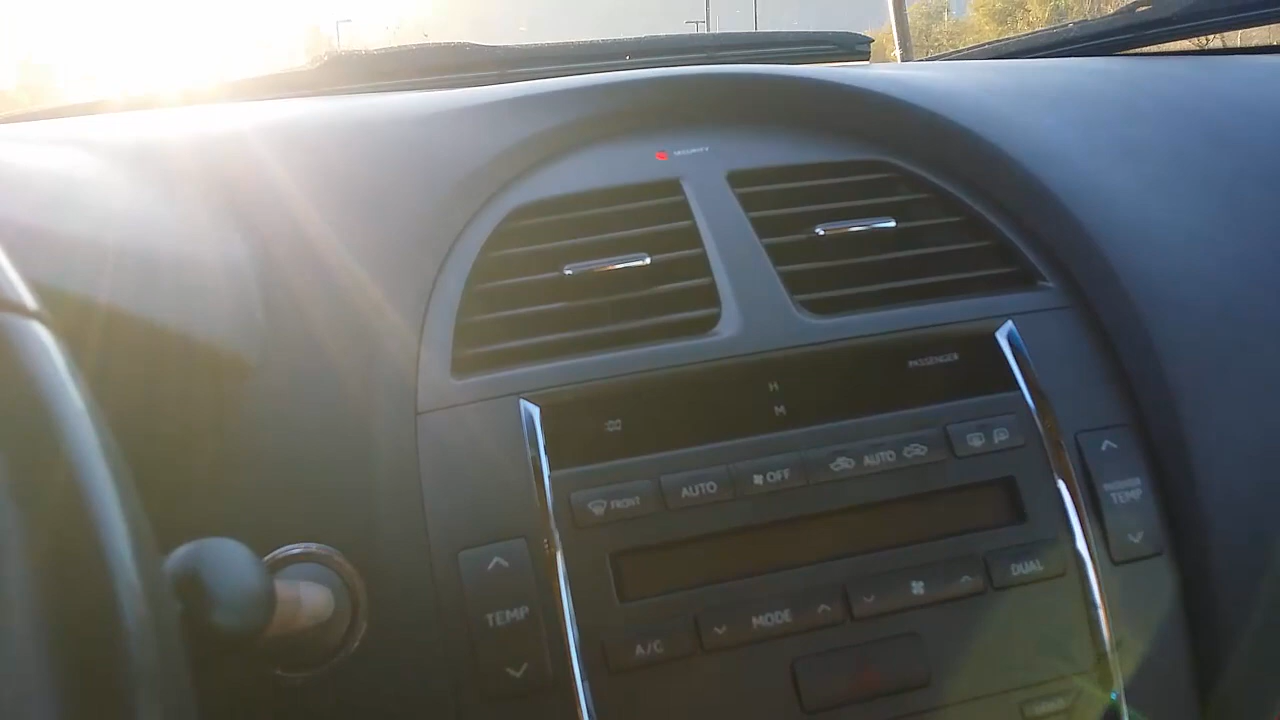 SECURITY
PASSENGER
H
M
FRONT
AUTO
OFF
AUTO
PASSENGER
TEMP
TEMP
MODE
DUAL
A/C